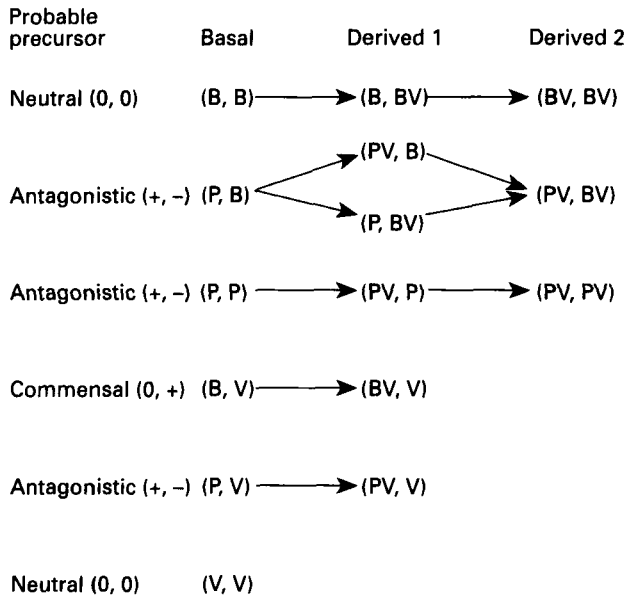 Probable
precursor Basal Derived 1 Derived 2
Neutral (0, 0) (B, B) (B, BV) (BV, BV)
(PV, B)
Antagonistic (+, –) (P, B) (PV, BV)
(P, BV)
Antagonistic (+, –) (P, P) (PV, P) (PV, PV)
Commensal (0, +) (B, V) (BV, V)
Antagonistic (+, –) (P, V) (PV, V)
Neutral (0, 0) (V, V)